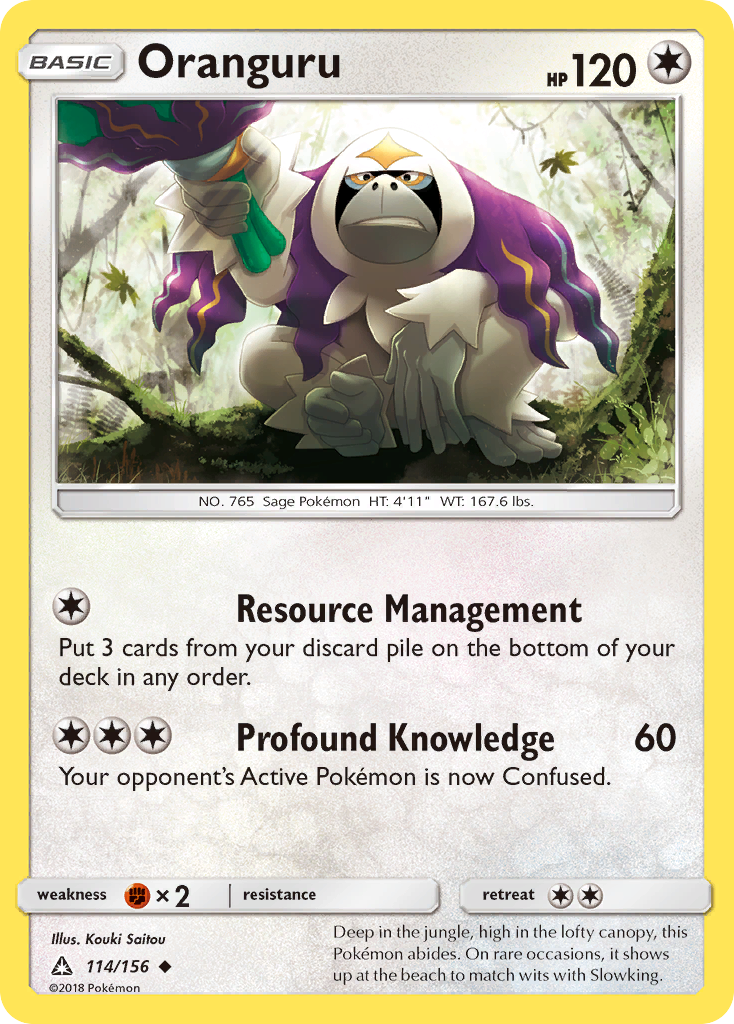 BASIC
Oranguru
HP 120
NO. 765 Sage Pokémon HT: 4'11" WT: 167.6 lbs.
Resource Management
Put 3 cards from your discard pile on the bottom of your
deck in any order.
Profound Knowledge 60
Your opponent's Active Pokémon is now Confused.
weakness ×2 resistance retreat
Illus. Kouki Saitou
114/156
©2018 Pokémon
Deep in the jungle, high in the lofty canopy, this
Pokémon abides. On rare occasions, it shows
up at the beach to match wits with Slowking.